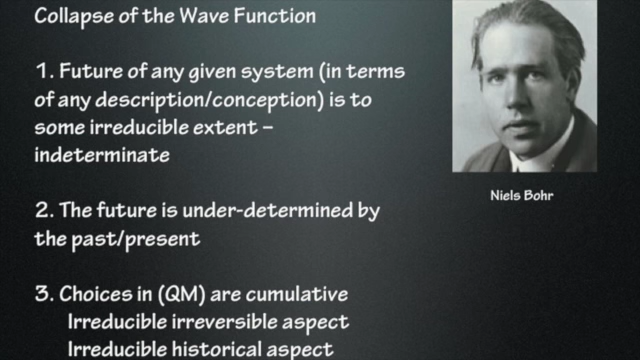 Collapse of the Wave Function
1. Future of any given system (in terms
of any description/conception) is to
some irreducible extent –
indeterminate
2. The future is under-determined by
the past/present
3. Choices in (QM) are cumulative
Irreducible irreversible aspect
Irreducible historical aspect
Niels Bohr